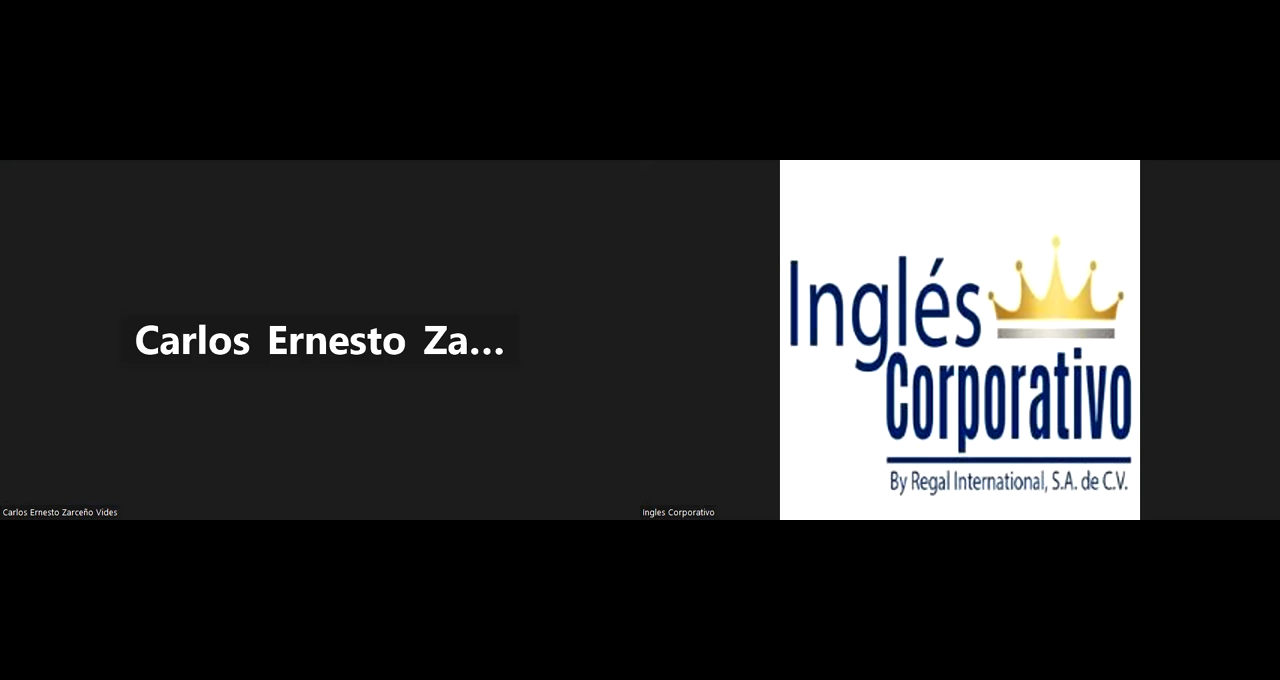 Carlos Ernesto Za...
Carlos Ernesto Zarceño Vides
Inglés
Corporativo
By Regal International, S.A. de C.V.
Ingles Corporativo